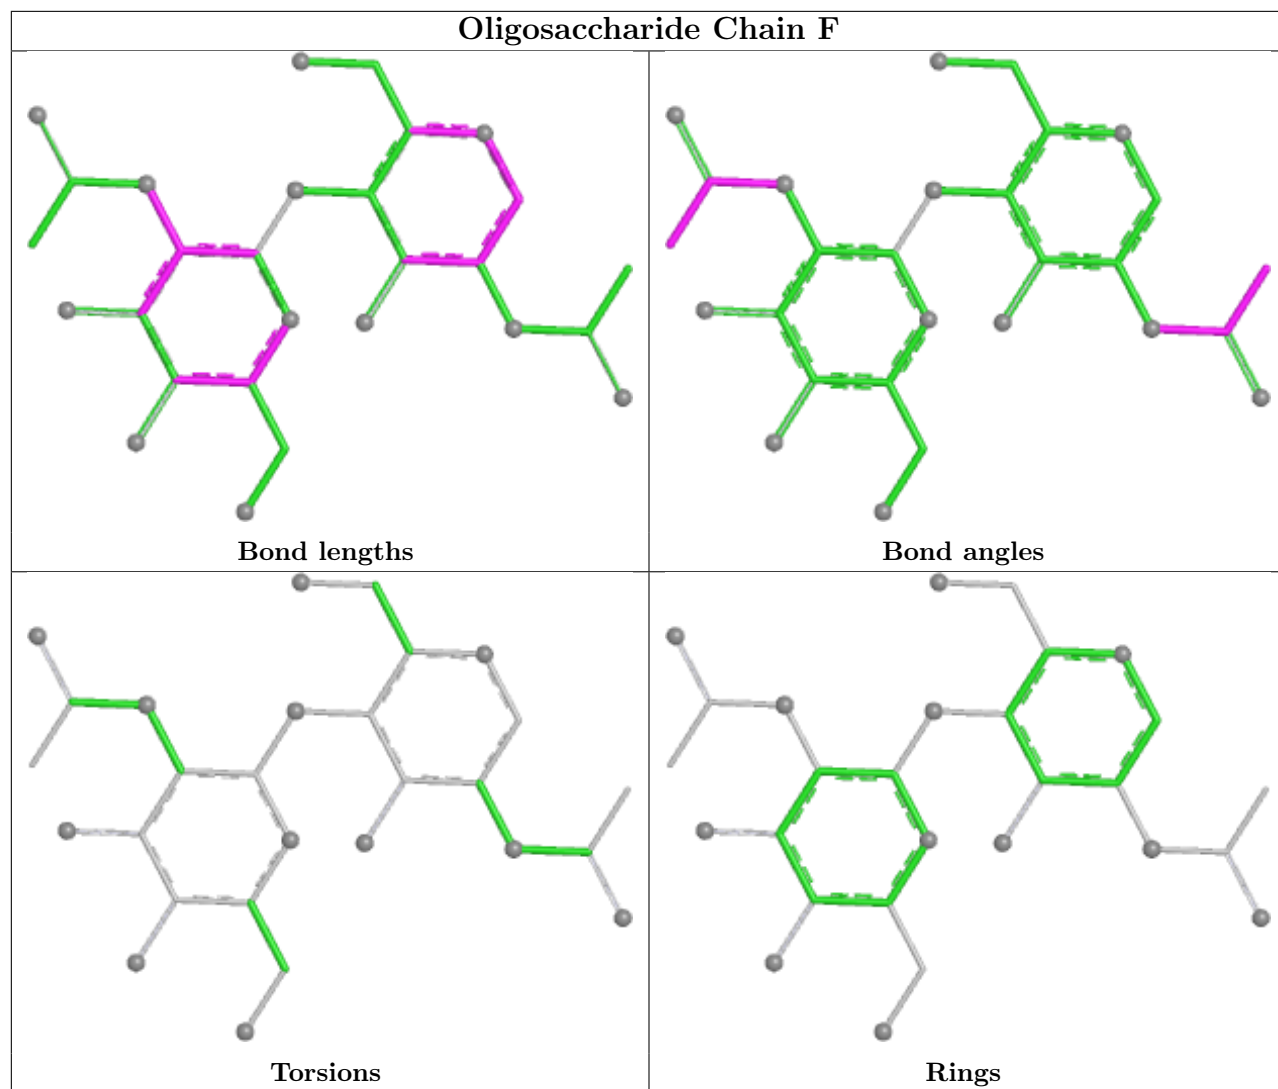 Oligosaccharide Chain F
Bond lengths
Bond angles
Torsions
Rings